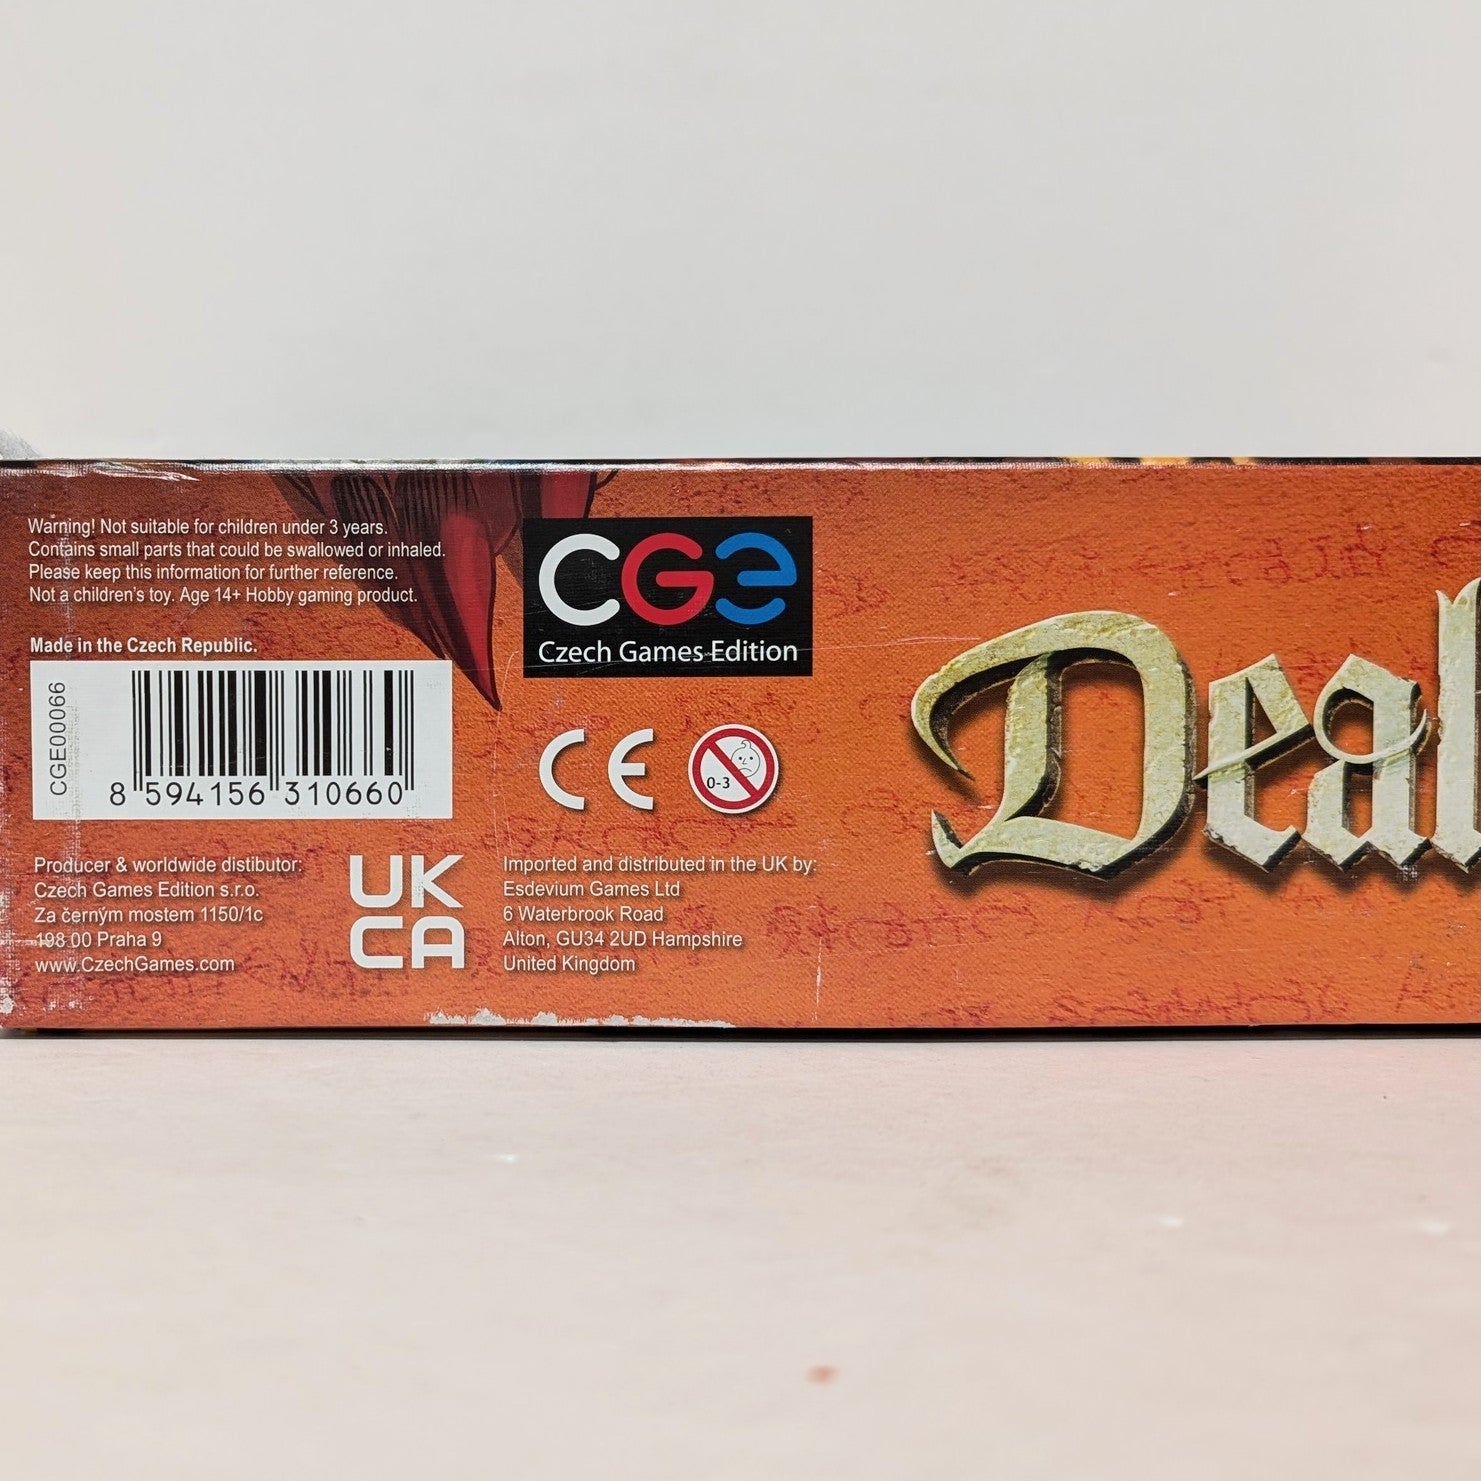 Warning! Not suitable for children under 3 years.
Contains small parts that could be swallowed or inhaled.
Please keep this information for further reference.
Not a children's toy. Age 14+ Hobby gaming product.
Made in the Czech Republic.
CGE00066
8 594156 310660
Producer & worldwide distibutor:
Czech Games Edition s.r.o.
Za černým mostem 1150/1c
198 00 Praha 9
www.CzechGames.com
UK
CA
CGE
Czech Games Edition
CE
0-3
Imported and distributed in the UK by:
Esdevium Games Ltd
6 Waterbrook Road
Alton, GU34 2UD Hampshire
United Kingdom
Deal